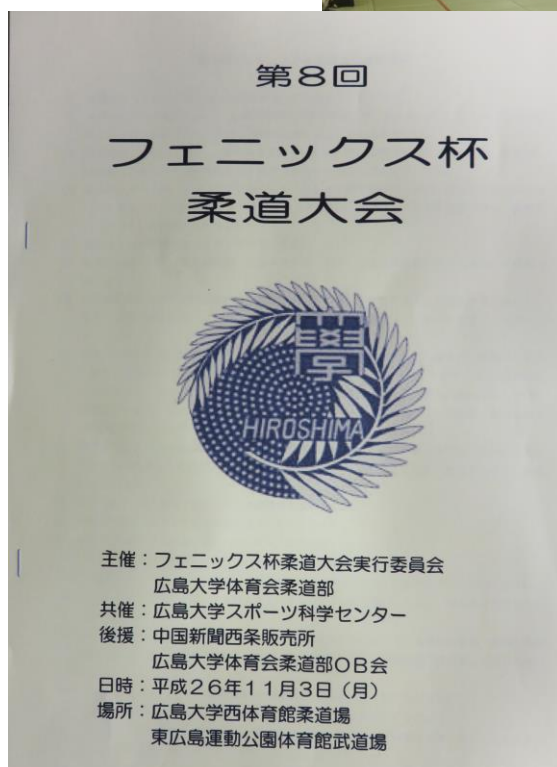 第8回
フェニックス杯
柔道大会
學
HIROSHIMA
主催：フェニックス杯柔道大会実行委員会
広島大学体育会柔道部
共催：広島大学スポーツ科学センター
後援：中国新聞西条販売所
広島大学体育会柔道部OB会
日時：平成26年11月3日（月）
場所：広島大学西体育館柔道場
東広島運動公園体育館武道場